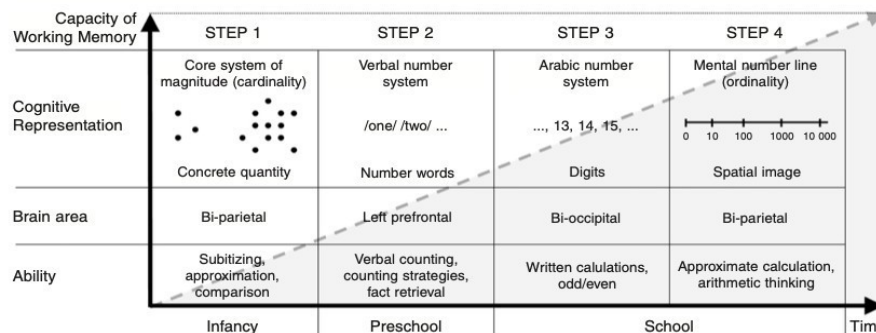 Capacity of
Working Memory
STEP 1
STEP 2
STEP 3
STEP 4
Cognitive
Representation
Core system of
magnitude (cardinality)
Concrete quantity
Verbal number
system
/one/ /two/ ...
Number words
Arabic number
system
..., 13, 14, 15, ...
Digits
Mental number line
(ordinality)
0 10 100 1000 10 000
Spatial image
Brain area
Bi-parietal
Left prefrontal
Bi-occipital
Bi-parietal
Ability
Subitizing,
approximation,
comparison
Verbal counting,
counting strategies,
fact retrieval
Written calulations,
odd/even
Approximate calculation,
arithmetic thinking
Infancy
Preschool
School
Tim